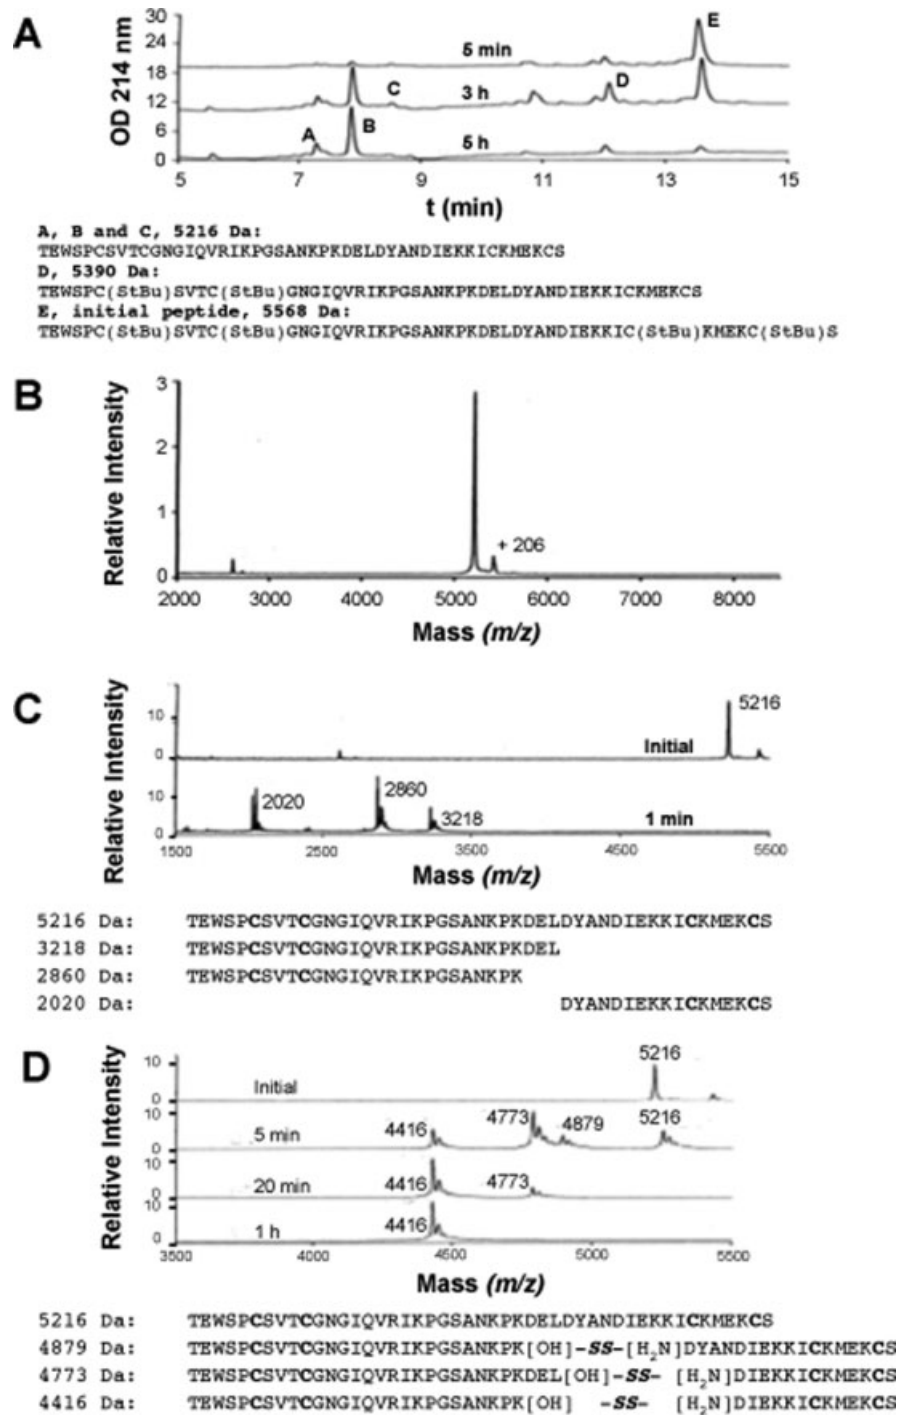 A
30
24
18
12
6
0
OD 214 nm
5 min
3 h
5 h
A
B
C
D
E
5
7
9
11
13
15
t (min)
A, B and C, 5216 Da:
TEWSPCSVTCGNGIQVRIKPGSANKPKDELDYANDIEKKICKMEKCS
D, 5390 Da:
TEWSPC(StBu)SVTC(StBu)GNGIQVRIKPGSANKPKDELDYANDIEKKICKMEKCS
E, initial peptide, 5568 Da:
TEWSPC(StBu)SVTC(StBu)GNGIQVRIKPGSANKPKDELDYANDIEKKIC(StBu)KMEKC(StBu)S
B
3
2
1
0
Relative Intensity
+ 206
2000
3000
4000
5000
6000
7000
8000
Mass (m/z)
C
Relative Intensity
10
0
5216
Initial
10
0
2020
2860
3218
1 min
1500
2500
3500
4500
5500
Mass (m/z)
5216 Da: TEWSPCSVTCGNGIQVRIKPGSANKPKDELDYANDIEKKICKMEKCS
3218 Da: TEWSPCSVTCGNGIQVRIKPGSANKPKDEL
2860 Da: TEWSPCSVTCGNGIQVRIKPGSANKPK
2020 Da: DYANDIEKKICKMEKCS
D
Relative Intensity
10
0
Initial
5216
10
0
5 min
4416
4773
4879
5216
10
0
20 min
4416
4773
10
0
1 h
4416
3500
4000
4500
5000
5500
Mass (m/z)
5216 Da: TEWSPCSVTCGNGIQVRIKPGSANKPKDELDYANDIEKKICKMEKCS
4879 Da: TEWSPCSVTCGNGIQVRIKPGSANKPK[OH]-SS-[H2N]DYANDIEKKICKMEKCS
4773 Da: TEWSPCSVTCGNGIQVRIKPGSANKPKDEL[OH]-SS- [H2N]DIEKKICKMEKCS
4416 Da: TEWSPCSVTCGNGIQVRIKPGSANKPK[OH] -SS- [H2N]DIEKKICKMEKCS